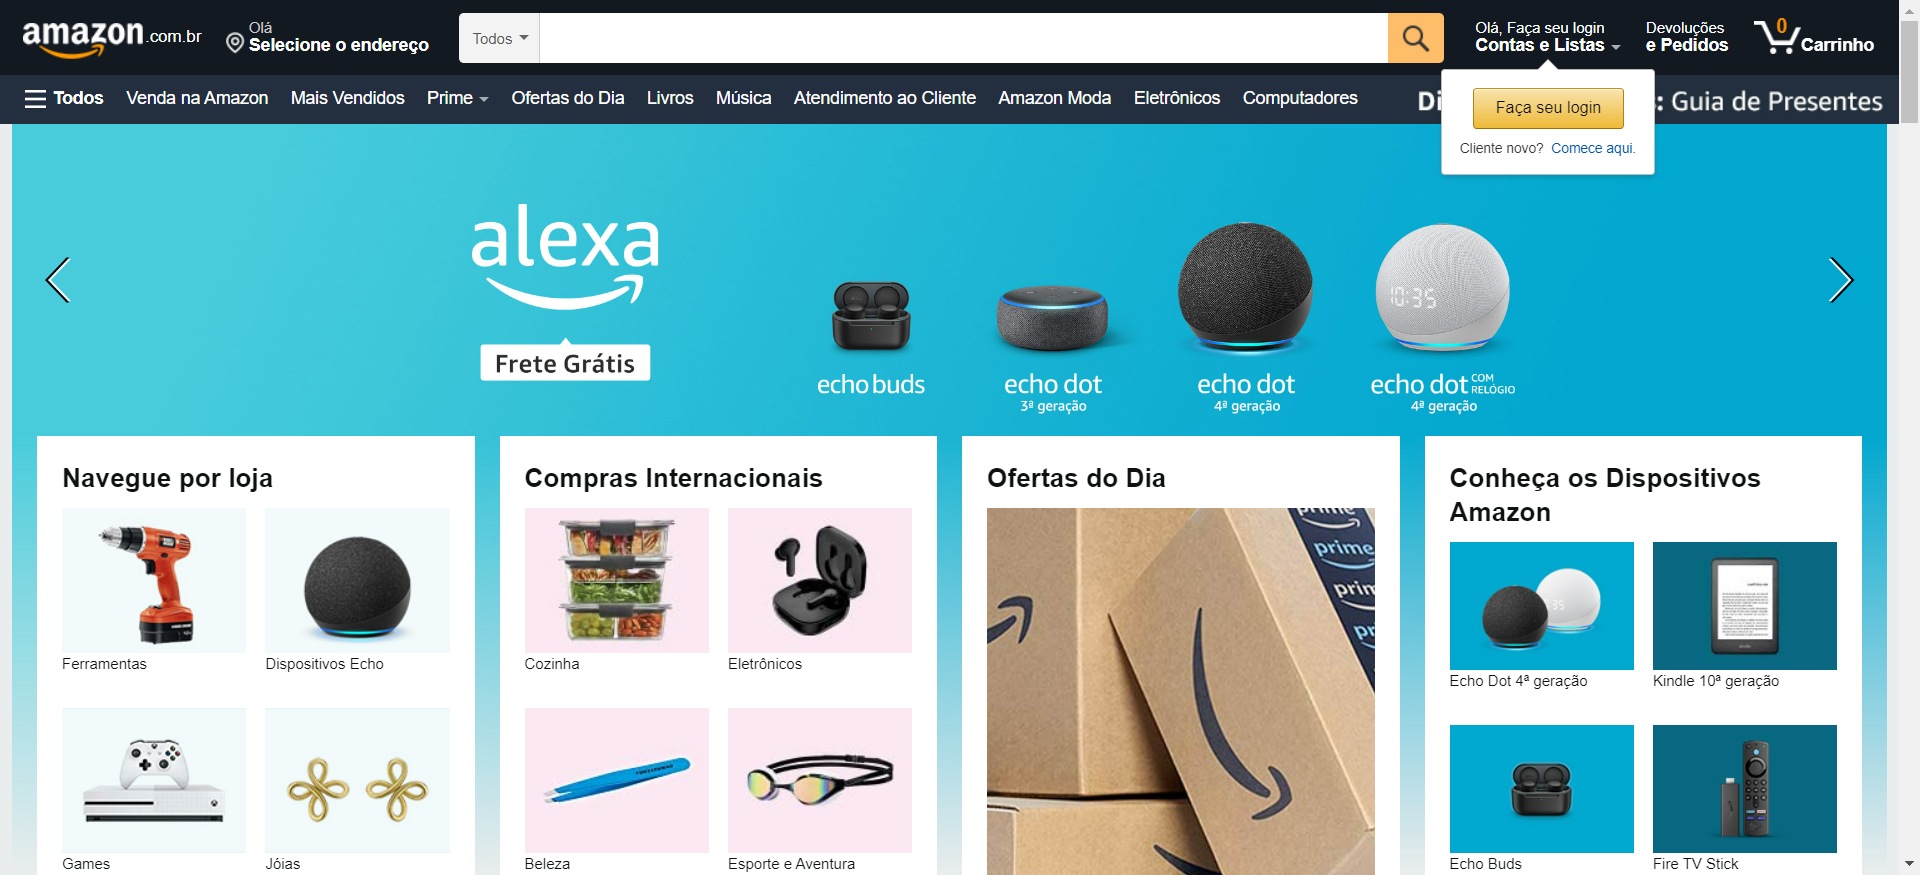 amazon.com.br
Olá
Selecione o endereço
Todos
Olá, Faça seu login
Contas e Listas
Devoluções
e Pedidos
0
Carrinho
Todos
Venda na Amazon
Mais Vendidos
Prime
Ofertas do Dia
Livros
Música
Atendimento ao Cliente
Amazon Moda
Eletrônicos
Computadores
: Guia de Presentes
Faça seu login
Cliente novo? Comece aqui.
alexa
Frete Grátis
echo buds
echo dot
3ª geração
echo dot
4ª geração
10:35
echo dot COM RELÓGIO
4ª geração
Navegue por loja
Ferramentas
Dispositivos Echo
Games
Jóias
Compras Internacionais
Cozinha
Eletrônicos
Beleza
Esporte e Aventura
Ofertas do Dia
prime
prime
Conheça os Dispositivos
Amazon
Echo Dot 4ª geração
Kindle 10ª geração
Echo Buds
Fire TV Stick